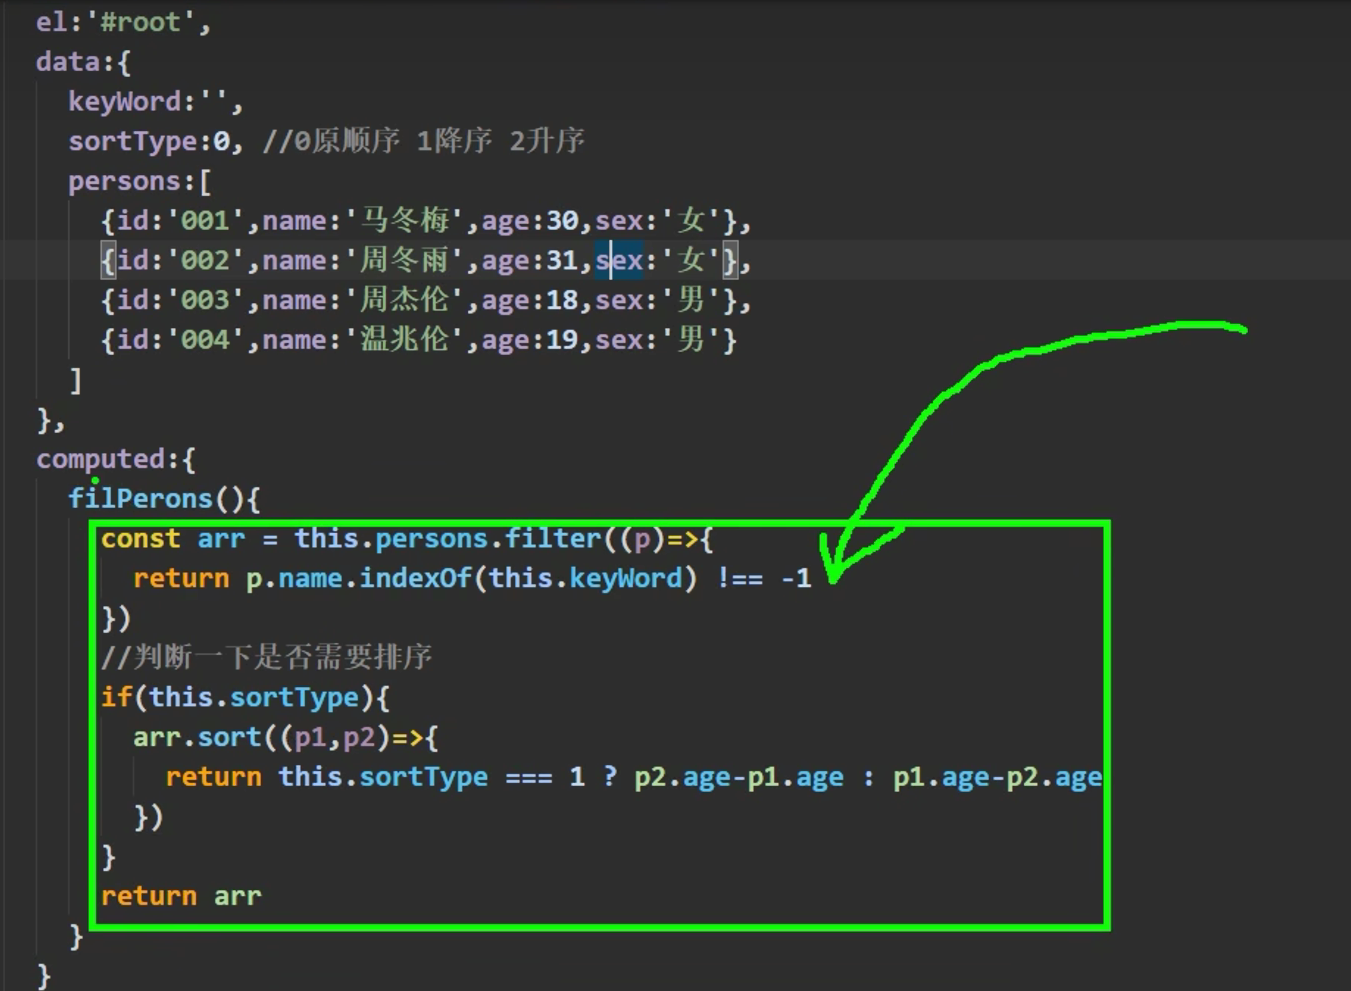 el:'#root',
data:{
keyWord:'',
sortType:0, //0原顺序 1降序 2升序
persons:[
{id:'001',name:'马冬梅',age:30,sex:'女'},
{id:'002',name:'周冬雨',age:31,sex:'女'},
{id:'003',name:'周杰伦',age:18,sex:'男'},
{id:'004',name:'温兆伦',age:19,sex:'男'}
]
},
computed:{
filPerons(){
const arr = this.persons.filter((p)=>{
return p.name.indexOf(this.keyWord) !== -1
})
//判断一下是否需要排序
if(this.sortType){
arr.sort((p1,p2)=>{
return this.sortType === 1 ? p2.age-p1.age : p1.age-p2.age
})
}
return arr
}
}